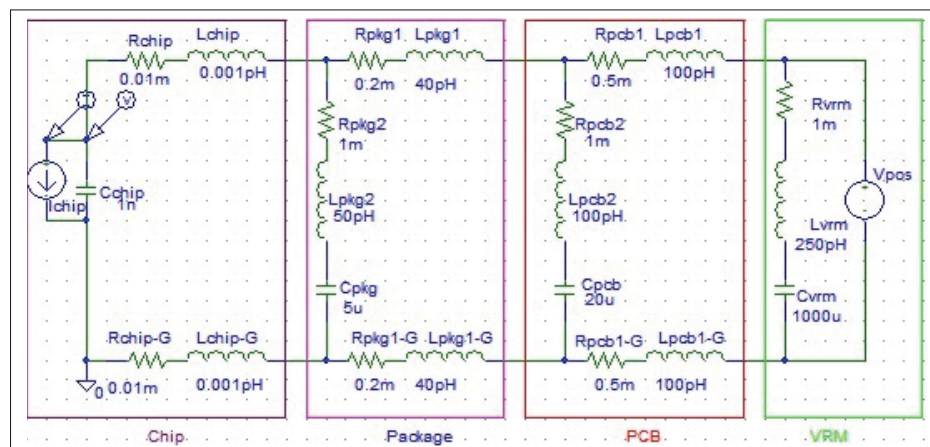 Rchip Lchip
0.01m 0.001pH
V
Ichip
Cchip
1n
Rchip-G Lchip-G
0
0.01m 0.001pH
Chip
Rpkg1 Lpkg1
0.2m 40pH
Rpkg2
1m
Lpkg2
50pH
Cpkg
5u
Rpkg1-G Lpkg1-G
0.2m 40pH
Package
Rpcb1 Lpcb1
0.5m 100pH
Rpcb2
1m
Lpcb2
100pH
Cpcb
20u
Rpcb1-G Lpcb1-G
0.5m 100pH
PCB
Rvrm
1m
Vpos
Lvrm
250pH
Cvrm
1000u
VRM